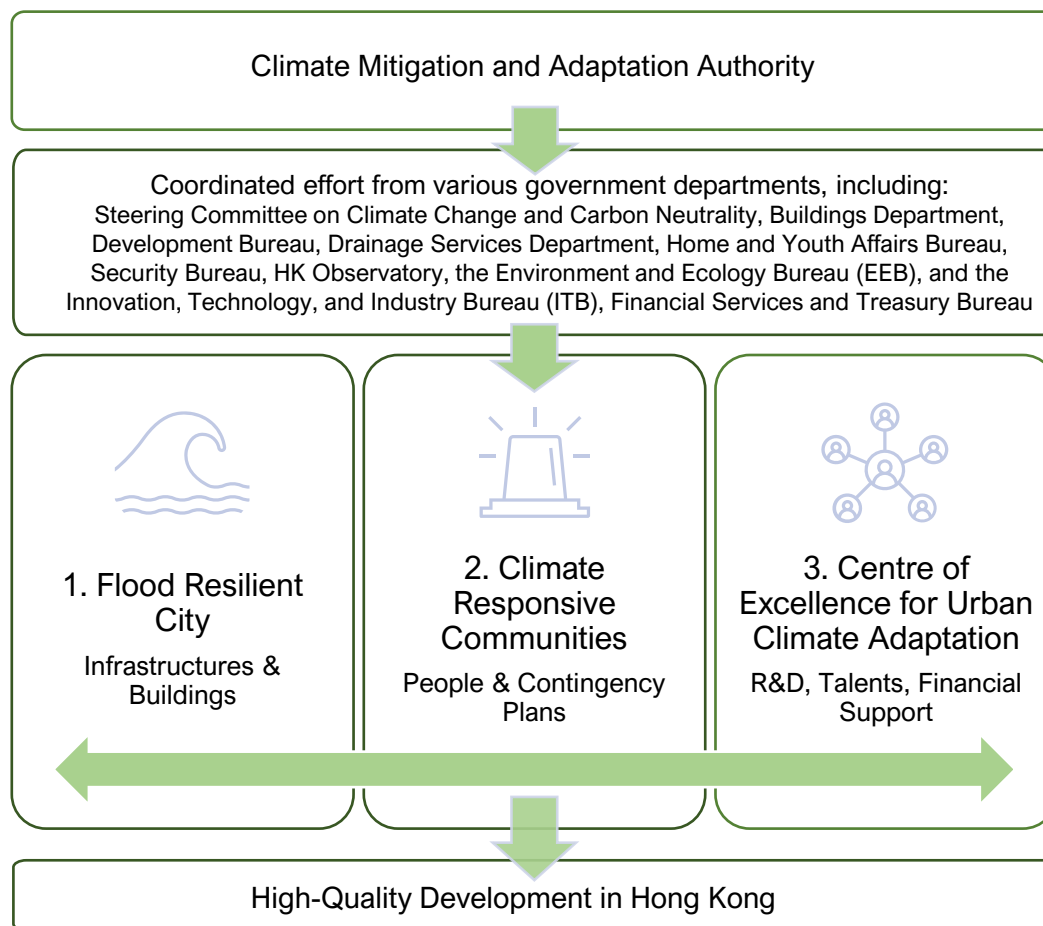 Climate Mitigation and Adaptation Authority
Coordinated effort from various government departments, including:
Steering Committee on Climate Change and Carbon Neutrality, Buildings Department,
Development Bureau, Drainage Services Department, Home and Youth Affairs Bureau,
Security Bureau, HK Observatory, the Environment and Ecology Bureau (EEB), and the
Innovation, Technology, and Industry Bureau (ITB), Financial Services and Treasury Bureau
1. Flood Resilient
City
Infrastructures &
Buildings
2. Climate
Responsive
Communities
People & Contingency
Plans
3. Centre of
Excellence for Urban
Climate Adaptation
R&D, Talents, Financial
Support
High-Quality Development in Hong Kong